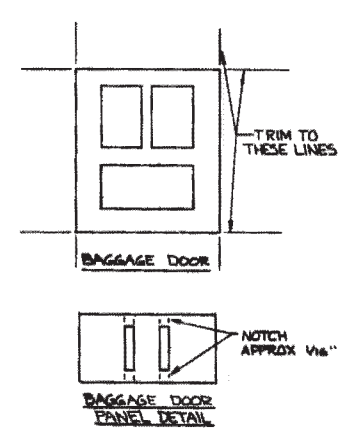 TRIM TO
THESE LINES
BAGGAGE DOOR
NOTCH
APPROX 1/16"
BAGGAGE DOOR
PANEL DETAIL